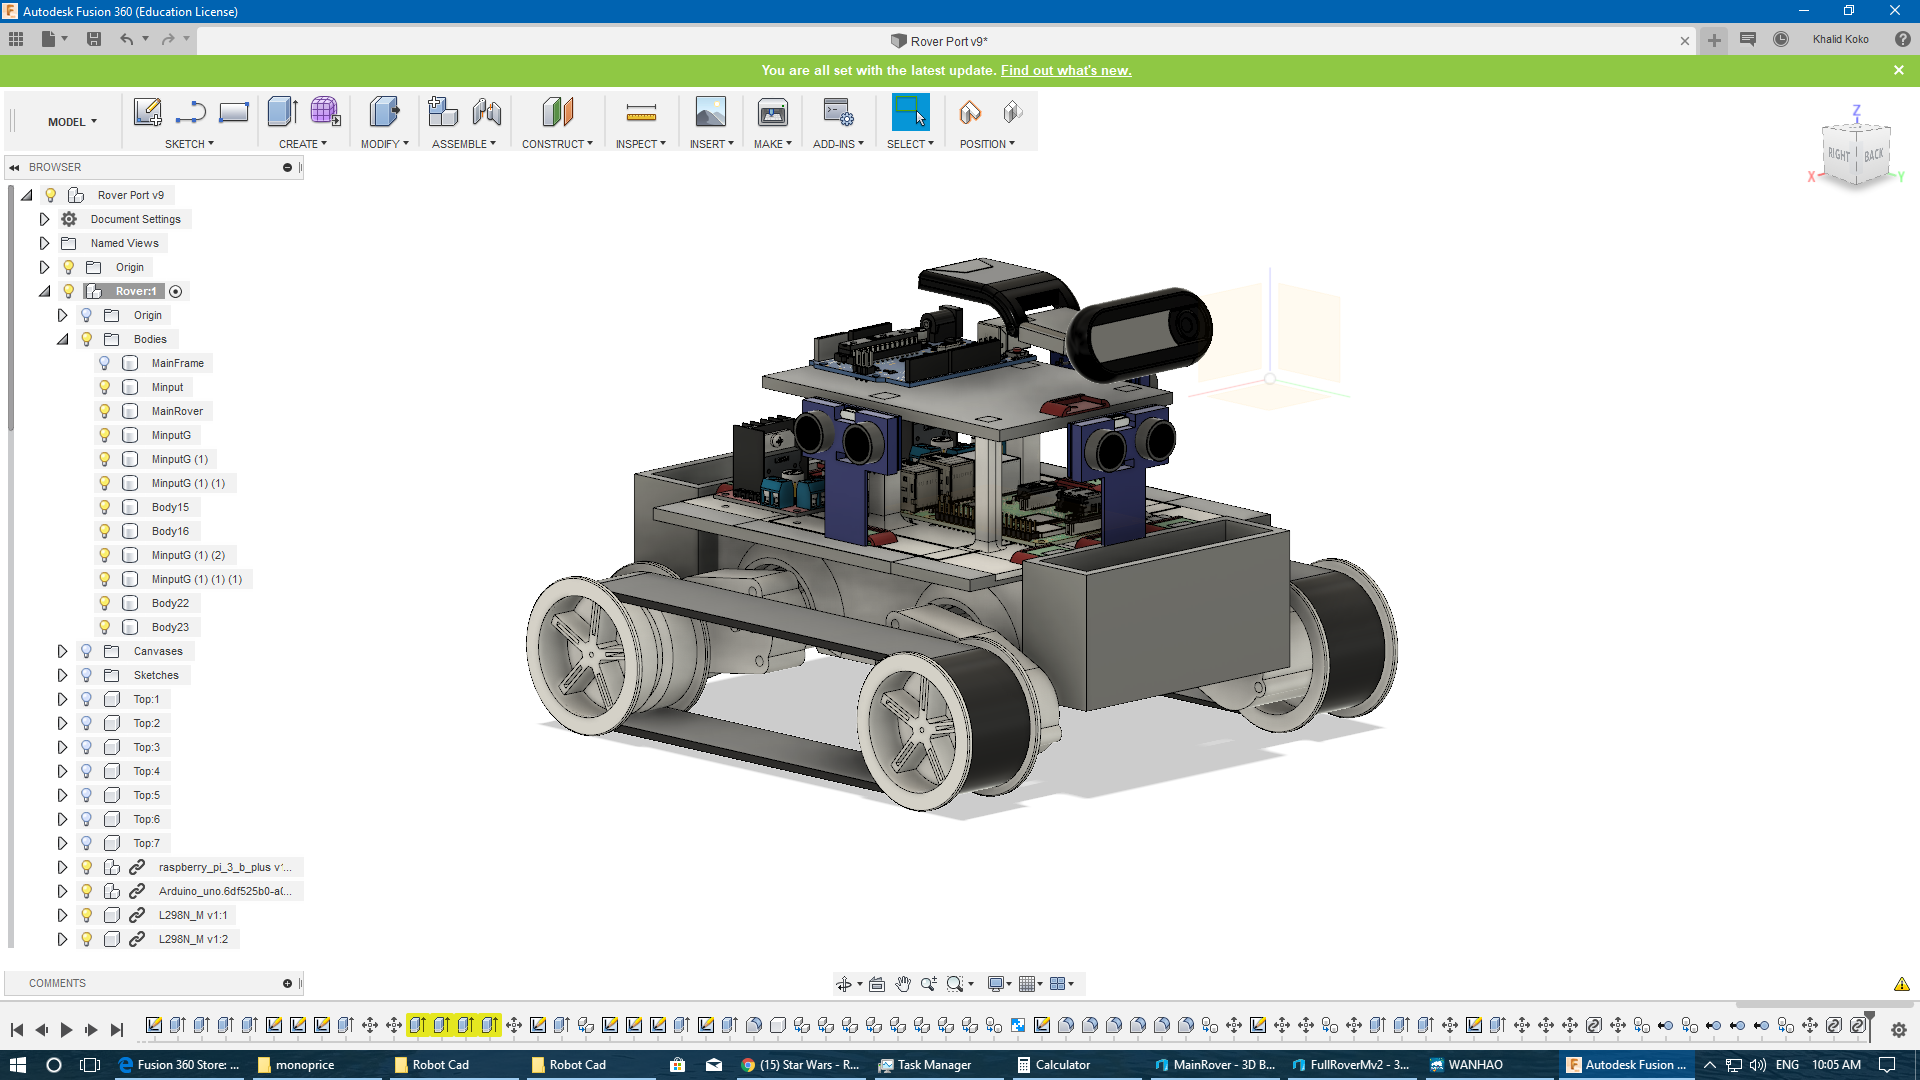 Autodesk Fusion 360 (Education License)
Rover Port v9*
Khalid Koko
You are all set with the latest update. Find out what's new.
MODEL
SKETCH
CREATE
MODIFY
ASSEMBLE
CONSTRUCT
INSPECT
INSERT
MAKE
ADD-INS
SELECT
POSITION
Z
RIGHT
BACK
X
Y
BROWSER
Rover Port v9
Document Settings
Named Views
Origin
Rover:1
Origin
Bodies
MainFrame
Minput
MainRover
MinputG
MinputG (1)
MinputG (1) (1)
Body15
Body16
MinputG (1) (2)
MinputG (1) (1) (1)
Body22
Body23
Canvases
Sketches
Top:1
Top:2
Top:3
Top:4
Top:5
Top:6
Top:7
raspberry_pi_3_b_plus v1...
Arduino_uno.6df525b0-a0...
L298N_M v1:1
L298N_M v1:2
COMMENTS
Fusion 360 Store: ...
monoprice
Robot Cad
Robot Cad
(15) Star Wars - R...
Task Manager
Calculator
MainRover - 3D B...
FullRoverMv2 - 3...
WANHAO
Autodesk Fusion ...
ENG
10:05 AM